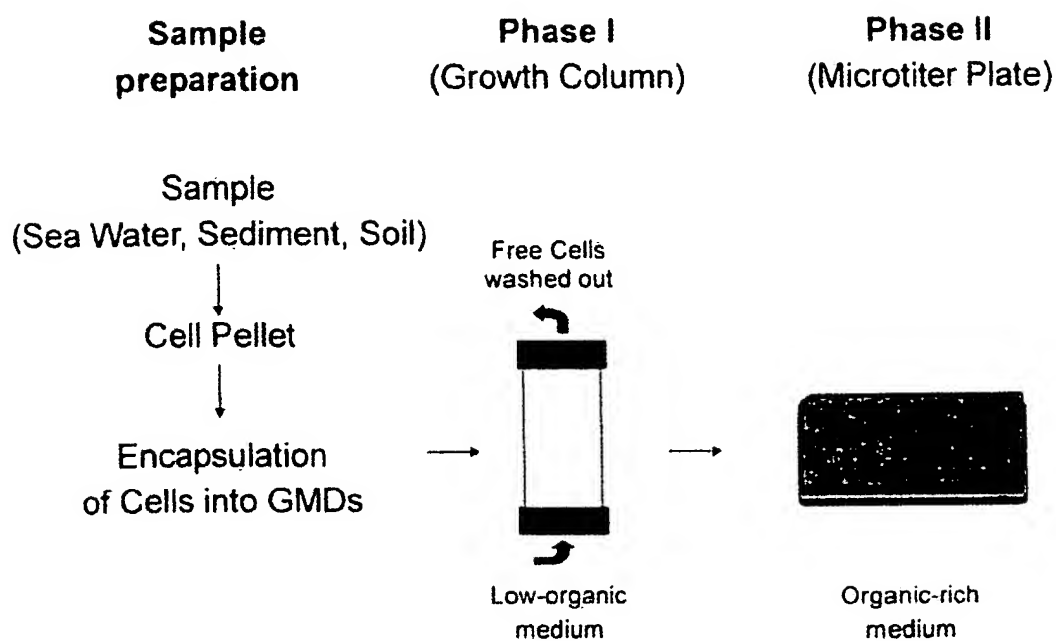 Sample
preparation
Phase I
(Growth Column)
Phase II
(Microtiter Plate)
Sample
(Sea Water, Sediment, Soil)
Cell Pellet
Encapsulation
of Cells into GMDs
Free Cells
washed out
Low-organic
medium
Organic-rich
medium